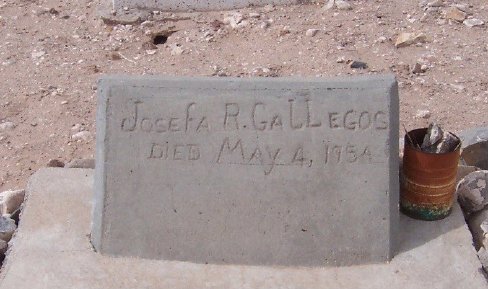 Josefa R. Gallegos
Died May 4, 1954